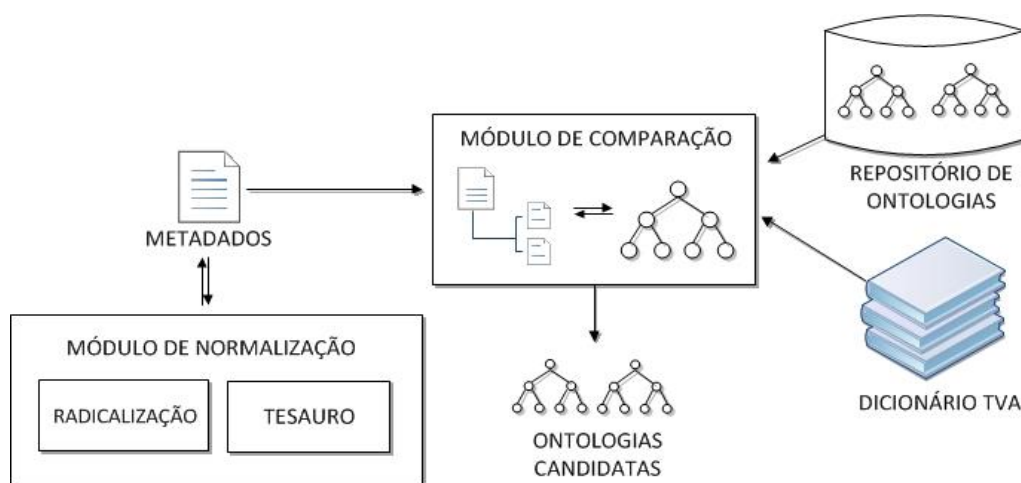 MÓDULO DE COMPARAÇÃO
REPOSITÓRIO DE
ONTOLOGIAS
METADADOS
MÓDULO DE NORMALIZAÇÃO
RADICALIZAÇÃO
TESAURO
ONTOLOGIAS
CANDIDATAS
DICIONÁRIO TVA